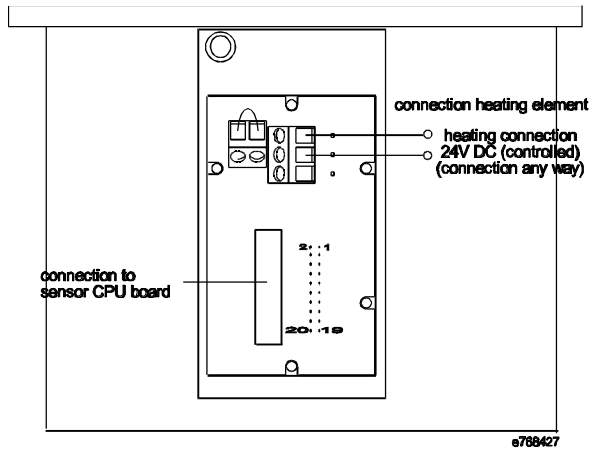 connection heating element
heating connection
24V DC (controlled)
(connection any way)
2 1
connection to
sensor CPU board
20 19
e768427